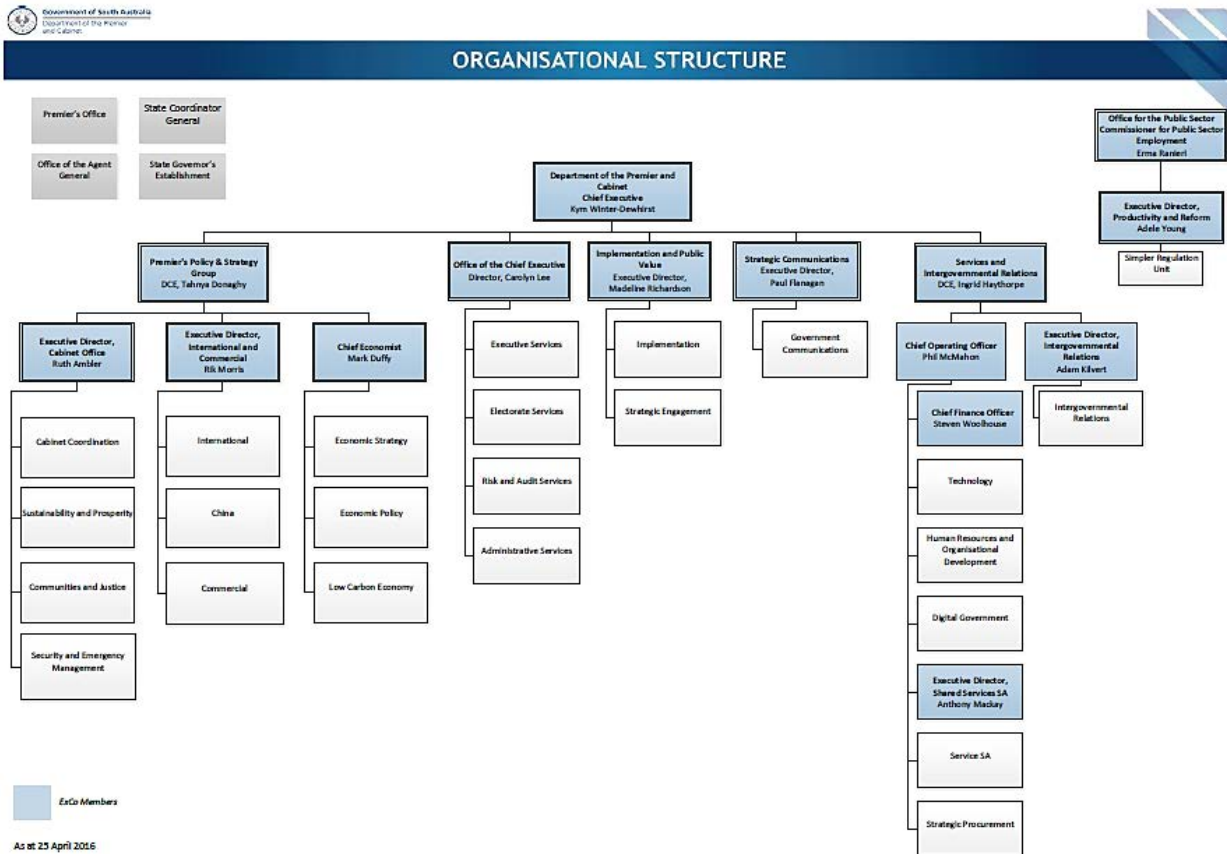 Government of South Australia
Department of the Premier
and Cabinet
ORGANISATIONAL STRUCTURE
Premier's Office
State Coordinator
General
Office of the Agent
General
State Governor's
Establishment
Office for the Public Sector
Commissioner for Public Sector
Employment
Erma Ranieri
Executive Director,
Productivity and Reform
Adele Young
Simpler Regulation
Unit
Department of the Premier and
Cabinet
Chief Executive
Kym Winter-Dewhirst
Premier's Policy & Strategy
Group
DCE, Tahnya Donaghy
Office of the Chief Executive
Director, Carolyn Lee
Implementation and Public
Value
Executive Director,
Madeline Richardson
Strategic Communications
Executive Director,
Paul Flanagan
Services and
Intergovernmental Relations
DCE, Ingrid Haythorpe
Executive Director,
Cabinet Office
Ruth Ambler
Executive Director,
International and
Commercial
Rik Morris
Chief Economist
Mark Duffy
Cabinet Coordination
Sustainability and Prosperity
Communities and Justice
Security and Emergency
Management
International
China
Commercial
Economic Strategy
Economic Policy
Low Carbon Economy
Executive Services
Electorate Services
Risk and Audit Services
Administrative Services
Implementation
Strategic Engagement
Government
Communications
Chief Operating Officer
Phil McMahon
Executive Director,
Intergovernmental
Relations
Adam Kilvert
Chief Finance Officer
Steven Woolhouse
Technology
Human Resources and
Organisational
Development
Digital Government
Executive Director,
Shared Services SA
Anthony Mackay
Service SA
Strategic Procurement
Intergovernmental
Relations
ExCo Members
As at 25 April 2016